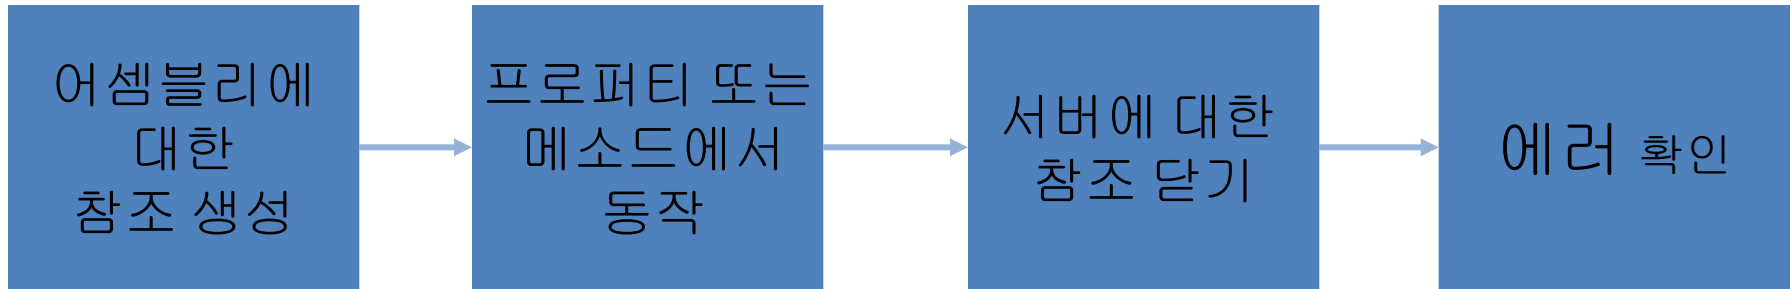 어셈블리에
대한
참조 생성
프로퍼티 또는
메소드에서
동작
서버에 대한
참조 닫기
에러 확인